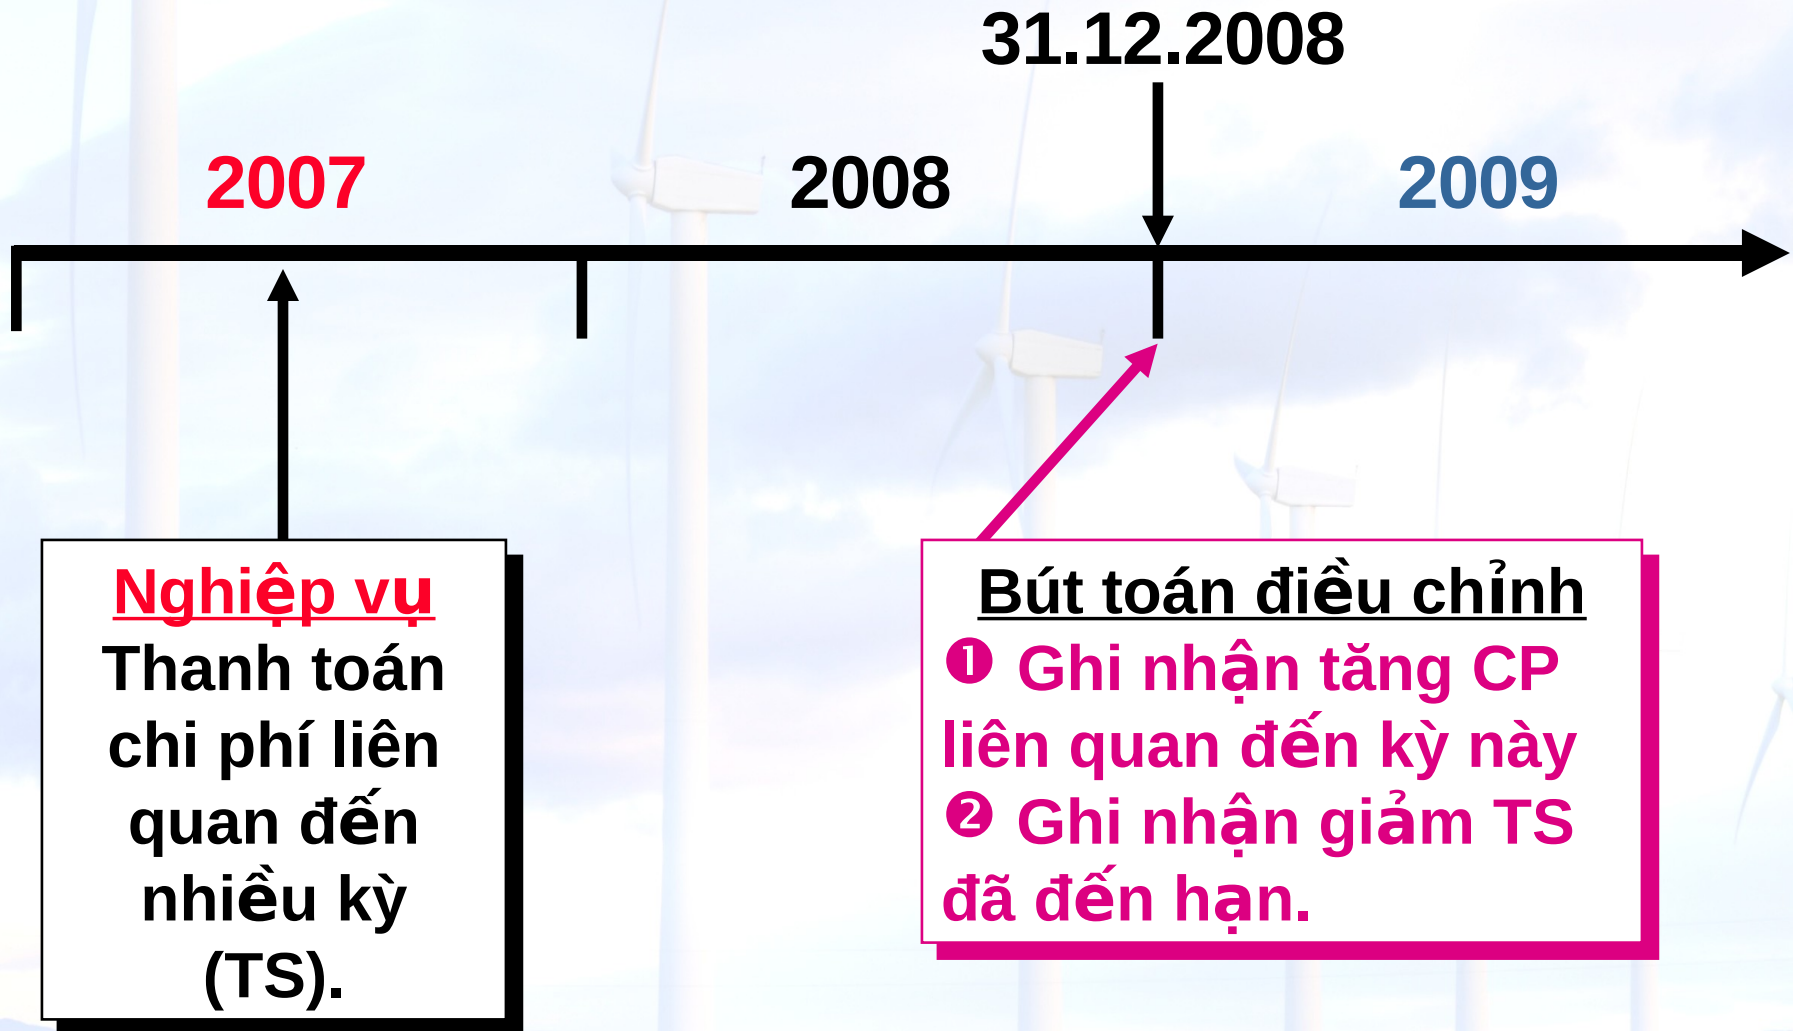 31.12.2008
2007
2008
2009
Nghiệp vụ
Thanh toán
chi phí liên
quan đến
nhiều kỳ
(TS).
Bút toán điều chỉnh
❶ Ghi nhận tăng CP
liên quan đến kỳ này
❷ Ghi nhận giảm TS
đã đến hạn.